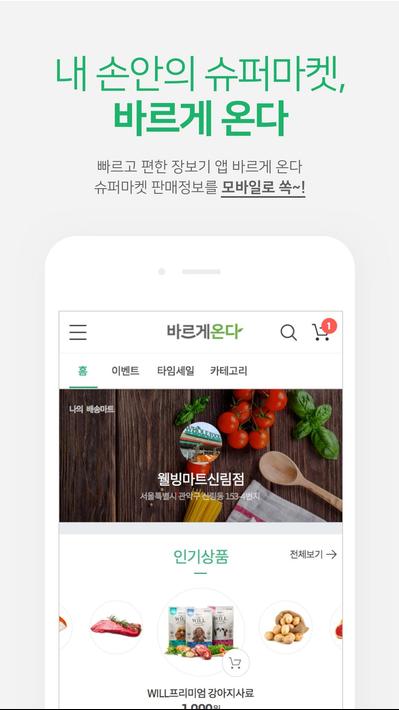 내 손안의 슈퍼마켓,
바르게 온다
빠르고 편한 장보기 앱 바르게 온다
슈퍼마켓 판매정보를 모바일로 쏙~!
바르게온다
1
홈 이벤트 타임세일 카테고리
나의 배송마트
웰빙마트신림점
서울특별시 관악구 신림동 153-4번지
인기상품
전체보기 →
WILL
WILL프리미엄 강아지사료
1,000원